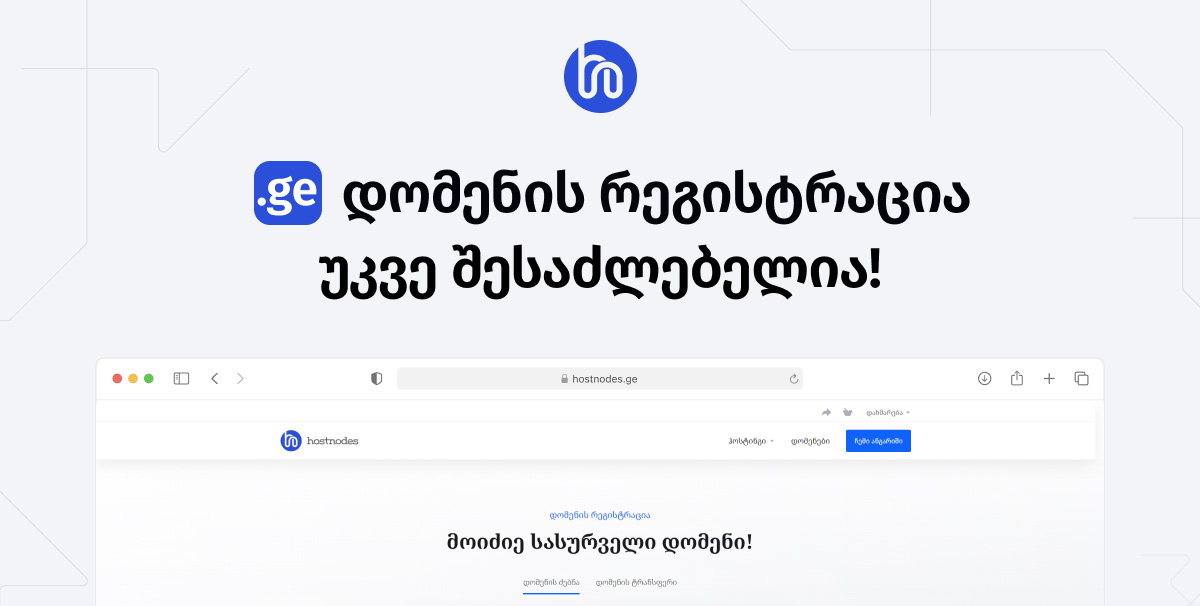 .ge დომენის რეგისტრაცია
უკვე შესაძლებელია!
hostnodes.ge
დახმარება
hostnodes
ჰოსტინგი დომენები ჩემი ანგარიში
დომენის რეგისტრაცია
მოიძიე სასურველი დომენი!
დომენის ძებნა დომენის ტრანსფერი